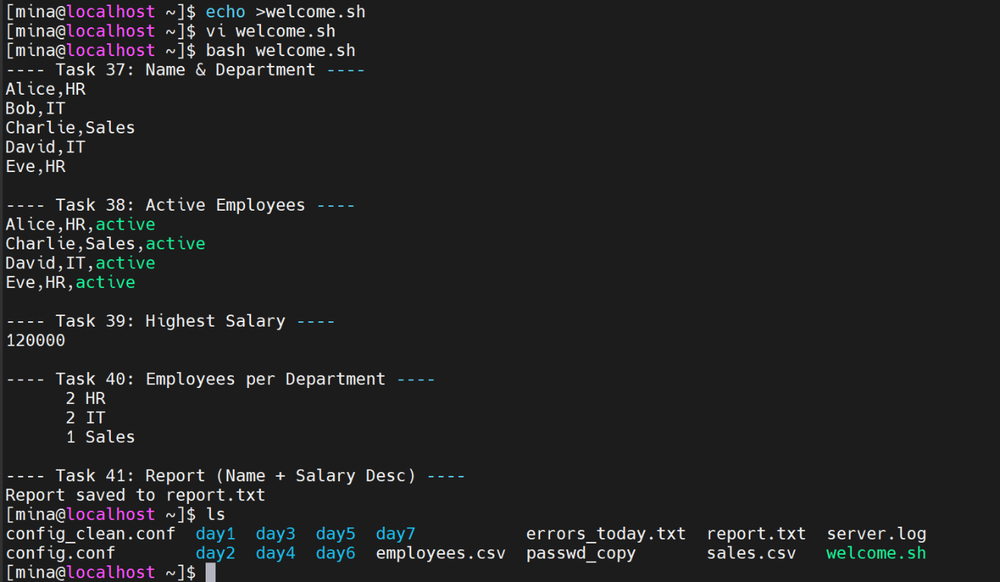 [mina@localhost ~]$ echo >welcome.sh
[mina@localhost ~]$ vi welcome.sh
[mina@localhost ~]$ bash welcome.sh
---- Task 37: Name & Department ----
Alice,HR
Bob,IT
Charlie,Sales
David,IT
Eve,HR

---- Task 38: Active Employees ----
Alice,HR,active
Charlie,Sales,active
David,IT,active
Eve,HR,active

---- Task 39: Highest Salary ----
120000

---- Task 40: Employees per Department ----
      2 HR
      2 IT
      1 Sales

---- Task 41: Report (Name + Salary Desc) ----
Report saved to report.txt
[mina@localhost ~]$ ls
config_clean.conf  day1  day3  day5  day7           errors_today.txt  report.txt  server.log
config.conf        day2  day4  day6  employees.csv  passwd_copy       sales.csv   welcome.sh
[mina@localhost ~]$